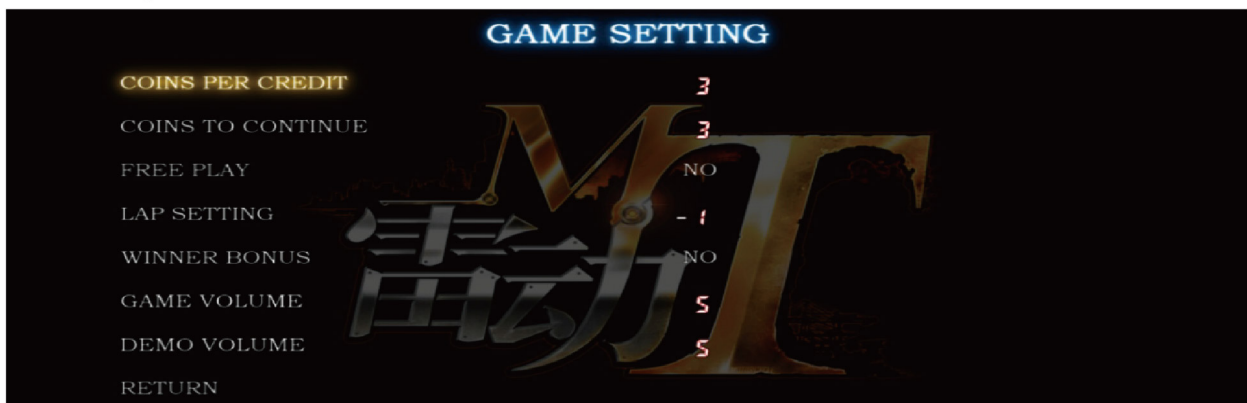 GAME SETTING
COINS PER CREDIT 3
COINS TO CONTINUE 3
FREE PLAY NO
LAP SETTING -1
WINNER BONUS NO
GAME VOLUME 5
DEMO VOLUME 5
RETURN
MT
雷动